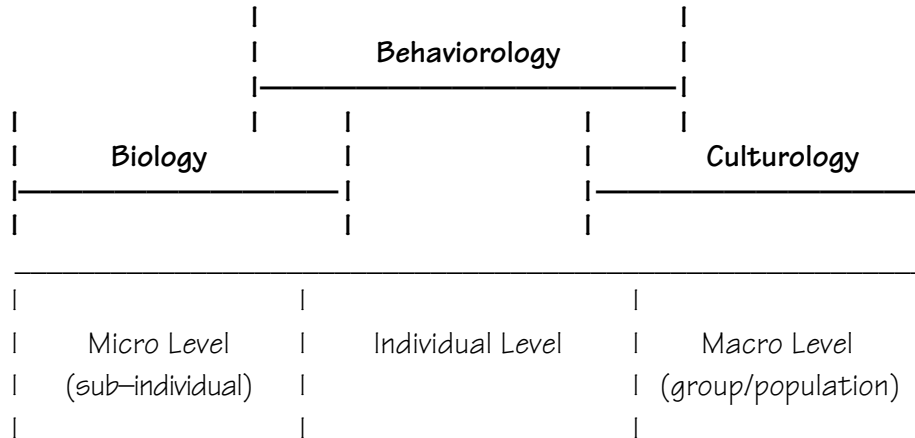 Behaviorology
Biology Culturology
Micro Level Individual Level Macro Level
(sub–individual) (group/population)